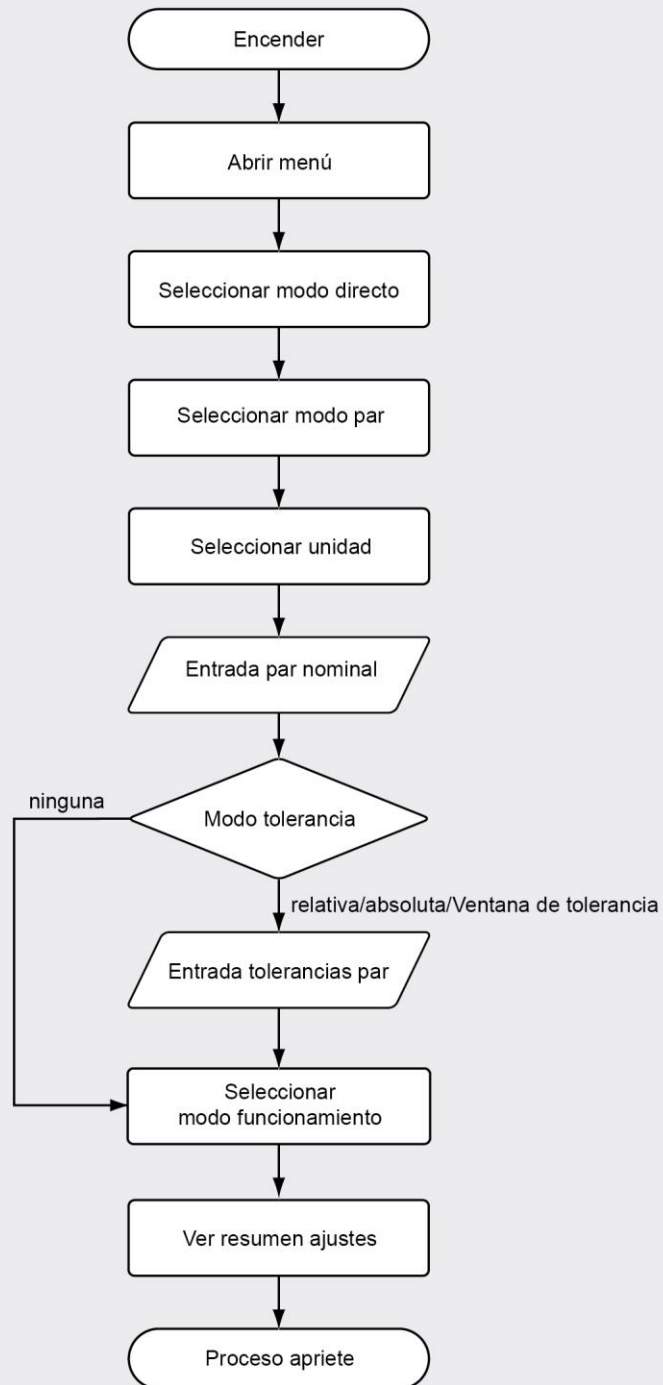 Encender
Abrir menú
Seleccionar modo directo
Seleccionar modo par
Seleccionar unidad
Entrada par nominal
ninguna
Modo tolerancia
relativa/absoluta/Ventana de tolerancia
Entrada tolerancias par
Seleccionar
modo funcionamiento
Ver resumen ajustes
Proceso apriete